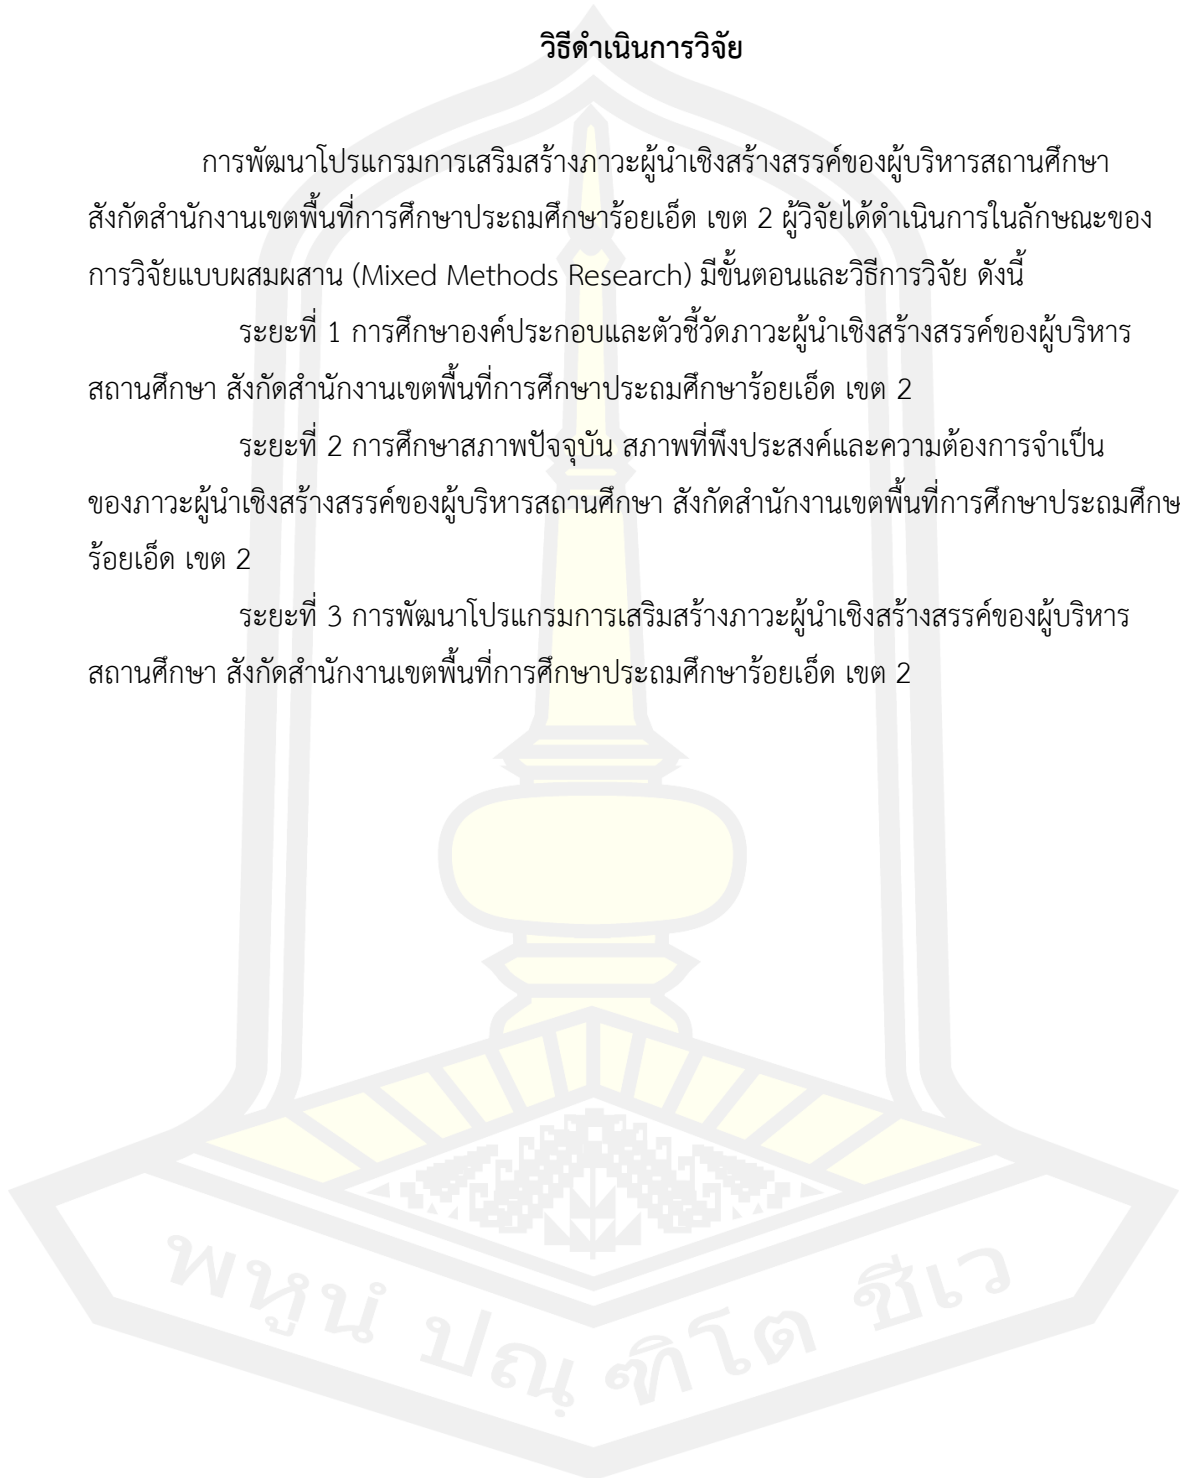 วิธีดำเนินการวิจัย
การพัฒนาโปรแกรมการเสริมสร้างภาวะผู้นำเชิงสร้างสรรค์ของผู้บริหารสถานศึกษา
สังกัดสำนักงานเขตพื้นที่การศึกษาประถมศึกษาร้อยเอ็ด เขต 2 ผู้วิจัยได้ดำเนินการในลักษณะของ
การวิจัยแบบผสมผสาน (Mixed Methods Research) มีขั้นตอนและวิธีการวิจัย ดังนี้
ระยะที่ 1 การศึกษาองค์ประกอบและตัวชี้วัดภาวะผู้นำเชิงสร้างสรรค์ของผู้บริหาร
สถานศึกษา สังกัดสำนักงานเขตพื้นที่การศึกษาประถมศึกษาร้อยเอ็ด เขต 2
ระยะที่ 2 การศึกษาสภาพปัจจุบัน สภาพที่พึงประสงค์และความต้องการจำเป็น
ของภาวะผู้นำเชิงสร้างสรรค์ของผู้บริหารสถานศึกษา สังกัดสำนักงานเขตพื้นที่การศึกษาประถมศึกษ
ร้อยเอ็ด เขต 2
ระยะที่ 3 การพัฒนาโปรแกรมการเสริมสร้างภาวะผู้นำเชิงสร้างสรรค์ของผู้บริหาร
สถานศึกษา สังกัดสำนักงานเขตพื้นที่การศึกษาประถมศึกษาร้อยเอ็ด เขต 2
พหูนํ ปณฺฑิโต ชีเว